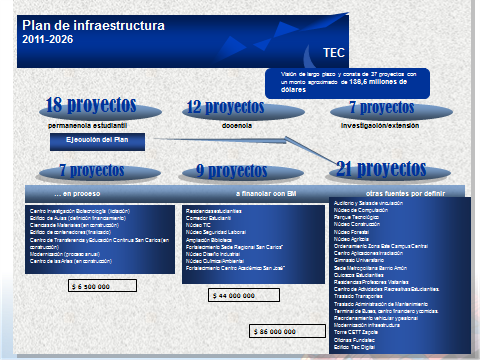 Plan de infraestructura
2011-2026
TEC
Visión de largo plazo y consta de 37 proyectos con
un monto aproximado de 136,5 millones de
dólares
18 proyectos
12 proyectos
7 proyectos
permanencia estudiantil
docencia
investigación/extensión
Ejecución del Plan
7 proyectos
9 proyectos
21 proyectos
... en proceso
a financiar con BM
otras fuentes por definir
Centro Investigación Biotecnología (licitación)
Edificio de Aulas (definición financiamiento)
Ciencias de Materiales (en construcción)
Edificio de contenedores (finalizado)
Centro de Transferencia y Educación Continua San Carlos (en
construcción)
Modernización (proceso anual)
Centro de las Artes (en construcción)
$ 6 500 000
Residencias estudiantiles
Comedor Estudiantil
Núcleo TIC
Núcleo Seguridad Laboral
Ampliación Biblioteca
Fortalecimiento Sede Regional San Carlos*
Núcleo Diseño Industrial
Núcleo Química/Ambiental
Fortalecimiento Centro Académico San José*
$ 44 000 000
Auditorio y Salas de vinculación
Núcleo de Computación
Parque Tecnológico
Núcleo Construcción
Núcleo Forestal
Núcleo Agrícola
Ordenamiento Zona Este Campus Central
Centro Aplicaciones Irradiación
Gimnasio Universitario
Sede Metropolitana Barrio Amón
Quioscos Estudiantes
Residencias Profesores Visitantes
Centro de Actividades Recreativas Estudiantiles.
Traslado Transportes
Traslado Administración de Mantenimiento
Terminal Buses, centro financiero y comidas.
Reordenamiento vehicular y peatonal
Modernización Infraestructura
Torre CETT Zapote
Oficinas Fundatec
Edificio Tec Digital
$ 86 000 000